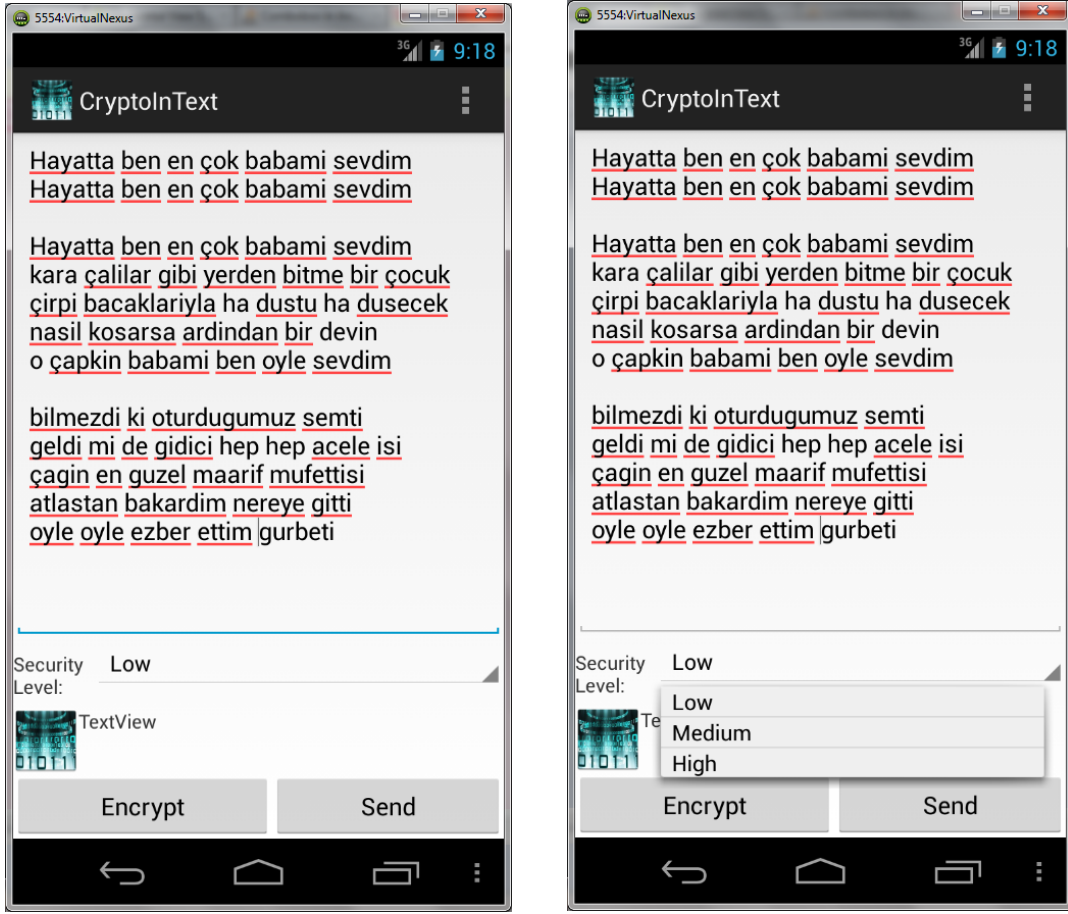 5554:VirtualNexus
3G 9:18
CryptoInText
Hayatta ben en çok babami sevdim
Hayatta ben en çok babami sevdim
Hayatta ben en çok babami sevdim
kara çalilar gibi yerden bitme bir çocuk
çirpi bacaklariyla ha dustu ha dusecek
nasil kosarsa ardindan bir devin
o çapkin babami ben oyle sevdim
bilmezdi ki oturdugumuz semti
geldi mi de gidici hep hep acele isi
çagin en guzel maarif mufettisi
atlastan bakardim nereye gitti
oyle oyle ezber ettim gurbeti
Security Low
Level:
TextView
01011
Encrypt Send
5554:VirtualNexus
3G 9:18
CryptoInText
Hayatta ben en çok babami sevdim
Hayatta ben en çok babami sevdim
Hayatta ben en çok babami sevdim
kara çalilar gibi yerden bitme bir çocuk
çirpi bacaklariyla ha dustu ha dusecek
nasil kosarsa ardindan bir devin
o çapkin babami ben oyle sevdim
bilmezdi ki oturdugumuz semti
geldi mi de gidici hep hep acele isi
çagin en guzel maarif mufettisi
atlastan bakardim nereye gitti
oyle oyle ezber ettim gurbeti
Security Low
Level:
Te
Low
Medium
High
01011
Encrypt Send